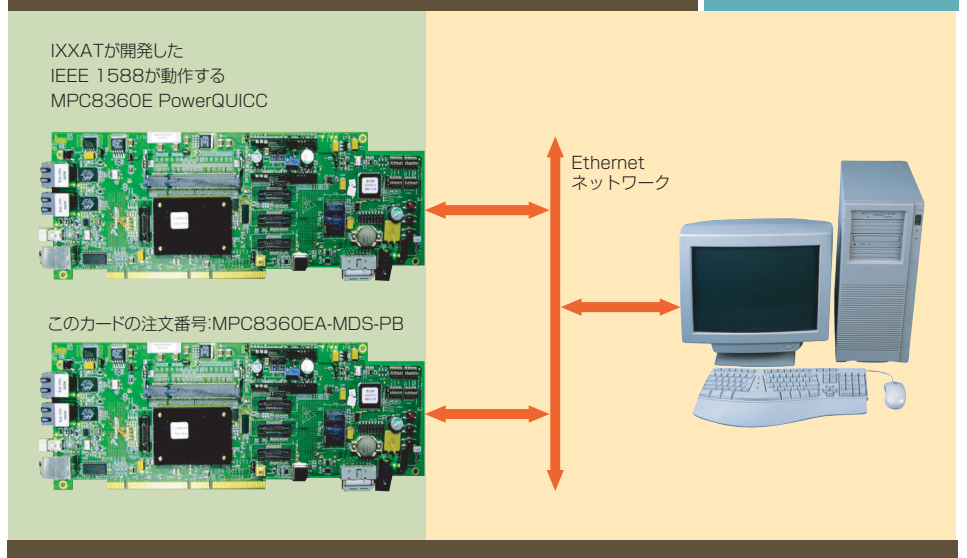 IXXATが開発した
IEEE 1588が動作する
MPC8360E PowerQUICC
Ethernet
ネットワーク
このカードの注文番号:MPC8360EA-MDS-PB